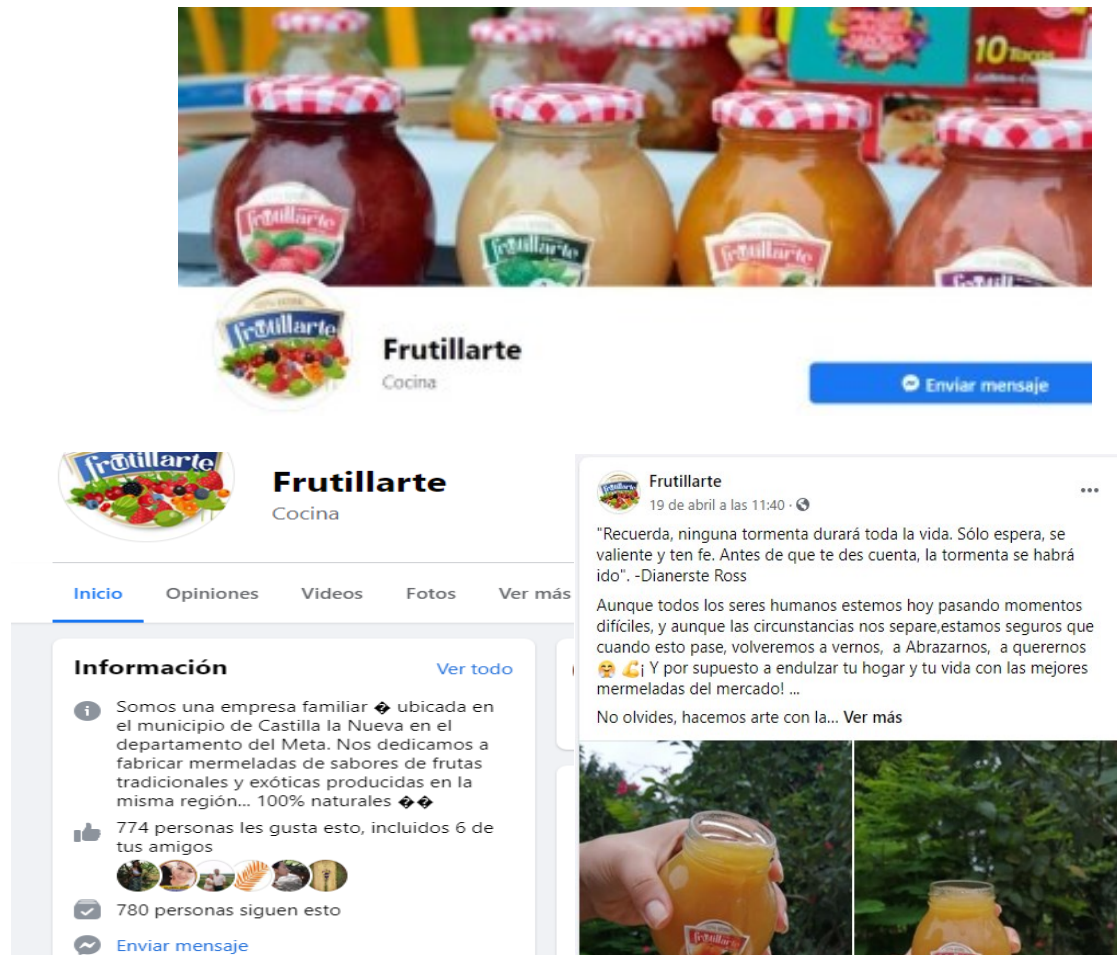 10 Tacos
frutillarte
frutillarte
frutillarte
frutillarte
Frutillarte
Cocina
Enviar mensaje
frutillarte
Frutillarte
Cocina
Inicio Opiniones Videos Fotos Ver más
Información Ver todo
Somos una empresa familiar � ubicada en
el municipio de Castilla la Nueva en el
departamento del Meta. Nos dedicamos a
fabricar mermeladas de sabores de frutas
tradicionales y exóticas producidas en la
misma región... 100% naturales ��
774 personas les gusta esto, incluidos 6 de
tus amigos
780 personas siguen esto
Enviar mensaje
Frutillarte
19 de abril a las 11:40 ·
"Recuerda, ninguna tormenta durará toda la vida. Sólo espera, se
valiente y ten fe. Antes de que te des cuenta, la tormenta se habrá
ido". -Dianerste Ross
Aunque todos los seres humanos estemos hoy pasando momentos
difíciles, y aunque las circunstancias nos separe,estamos seguros que
cuando esto pase, volveremos a vernos, a Abrazarnos, a querernos
🤗 💪¡ Y por supuesto a endulzar tu hogar y tu vida con las mejores
mermeladas del mercado! ...
No olvides, hacemos arte con la... Ver más
frutillarte